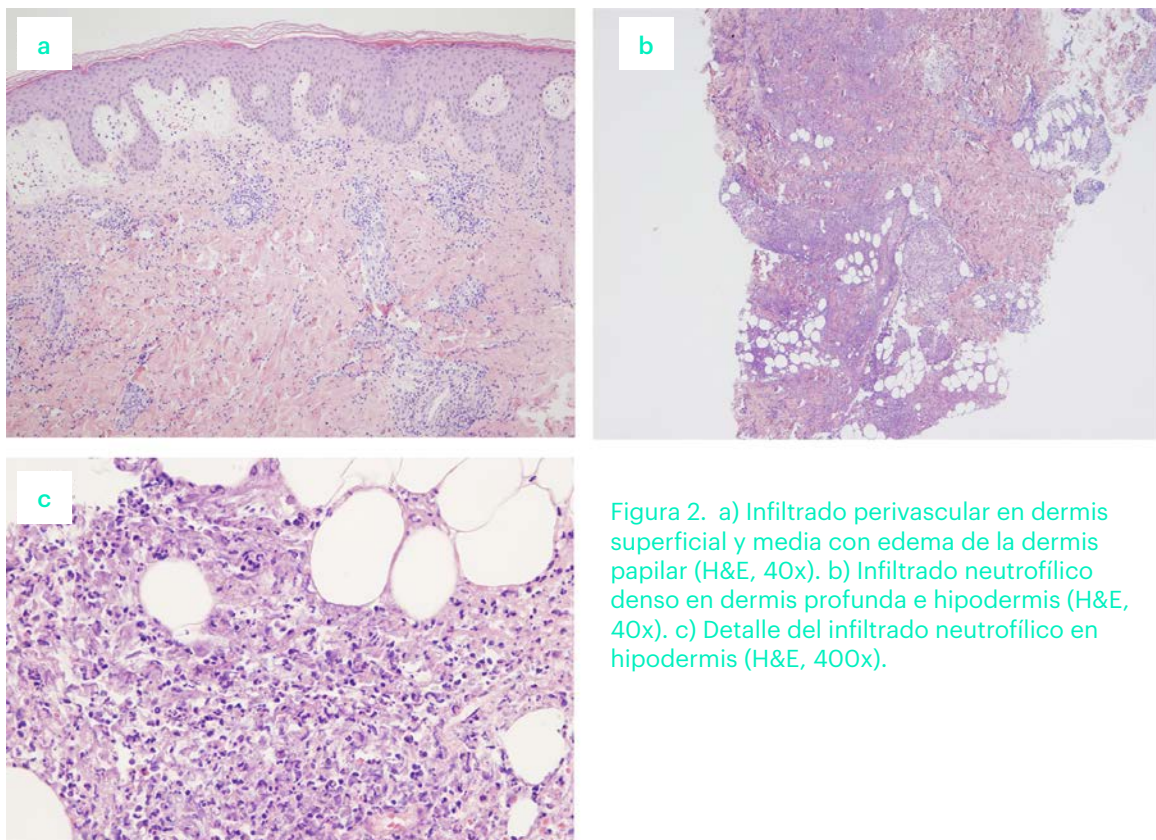 a
b
c
Figura 2. a) Infiltrado perivascular en dermis
superficial y media con edema de la dermis
papilar (H&E, 40x). b) Infiltrado neutrofílico
denso en dermis profunda e hipodermis (H&E,
40x). c) Detalle del infiltrado neutrofílico en
hipodermis (H&E, 400x).